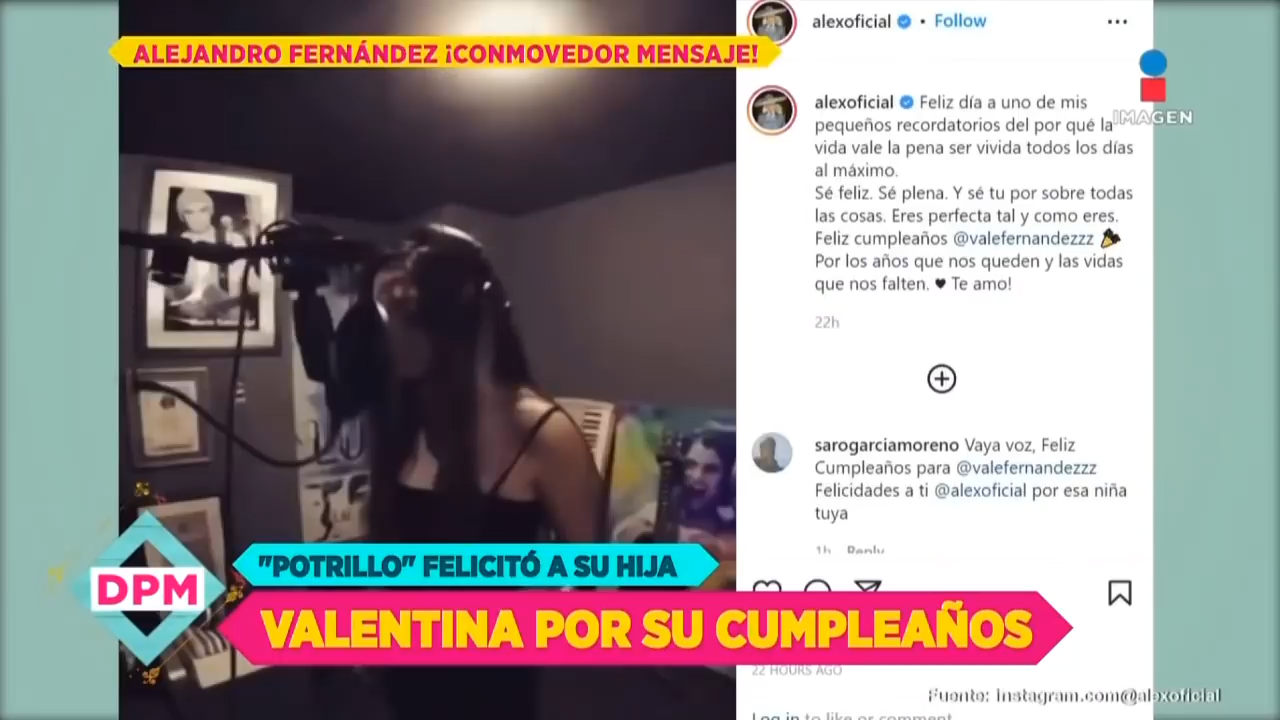 ALEJANDRO FERNÁNDEZ ¡CONMOVEDOR MENSAJE!
alexoficial • Follow
IMAGEN
alexoficial Feliz día a uno de mis
pequeños recordatorios del por qué la
vida vale la pena ser vivida todos los días
al máximo.
Sé feliz. Sé plena. Y sé tu por sobre todas
las cosas. Eres perfecta tal y como eres.
Feliz cumpleaños @valefernandezzz
Por los años que nos queden y las vidas
que nos falten. ♥ Te amo!
22h
sarogarciamoreno Vaya voz, Feliz
Cumpleaños para @valefernandezzz
Felicidades a ti @alexoficial por esa niña
tuya
1h Reply
DPM
"POTRILLO" FELICITÓ A SU HIJA
VALENTINA POR SU CUMPLEAÑOS
22 HOURS AGO
Fuente: instagram.com@alexoficial
Log in to like or comment